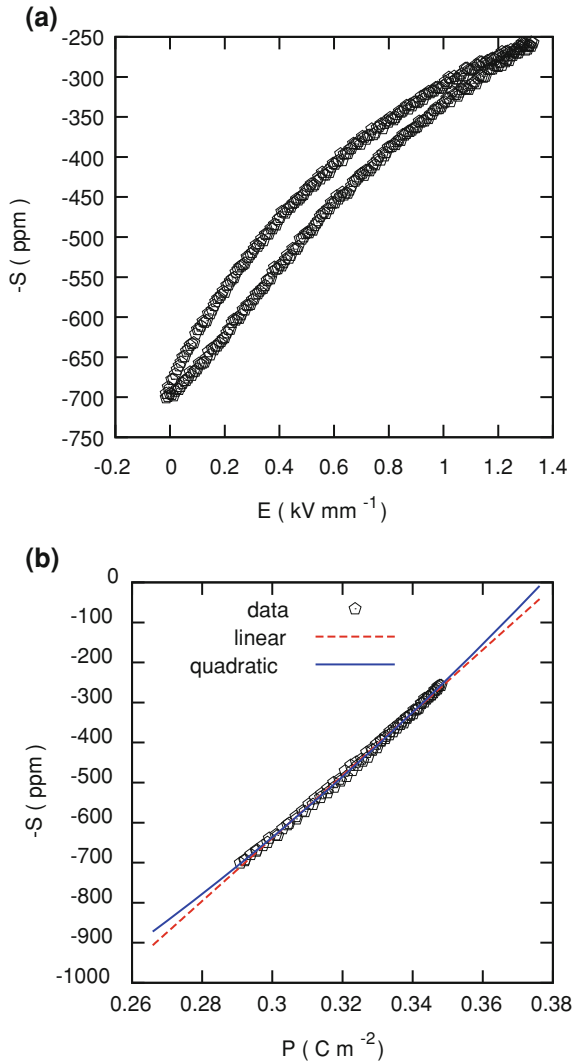 (a)
-250
-300
-350
-400
-450
-500
-550
-600
-650
-700
-750
-S ( ppm )
-0.2 0 0.2 0.4 0.6 0.8 1 1.2 1.4
E ( kV mm -1 )
(b)
0
-100
-200
-300
-400
-500
-600
-700
-800
-900
-1000
-S ( ppm )
data
linear
quadratic
0.26 0.28 0.3 0.32 0.34 0.36 0.38
P ( C m -2 )